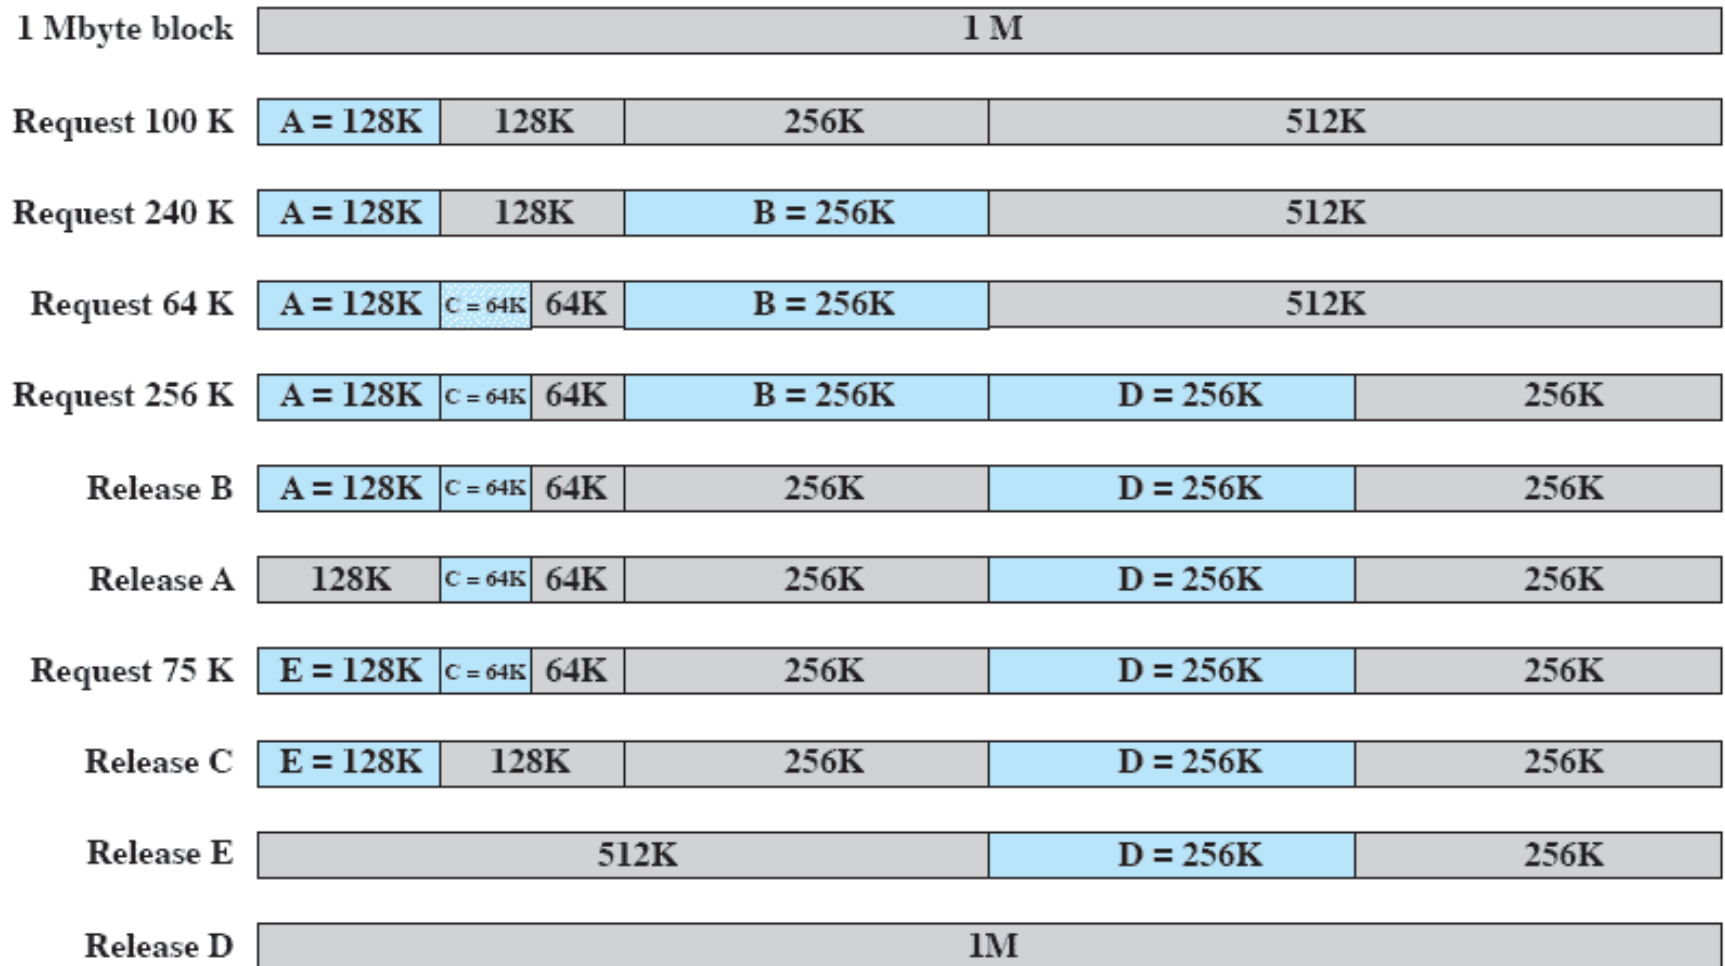 1 Mbyte block 1 M
Request 100 K A = 128K 128K 256K 512K
Request 240 K A = 128K 128K B = 256K 512K
Request 64 K A = 128K C = 64K 64K B = 256K 512K
Request 256 K A = 128K C = 64K 64K B = 256K D = 256K 256K
Release B A = 128K C = 64K 64K 256K D = 256K 256K
Release A 128K C = 64K 64K 256K D = 256K 256K
Request 75 K E = 128K C = 64K 64K 256K D = 256K 256K
Release C E = 128K 128K 256K D = 256K 256K
Release E 512K D = 256K 256K
Release D 1M